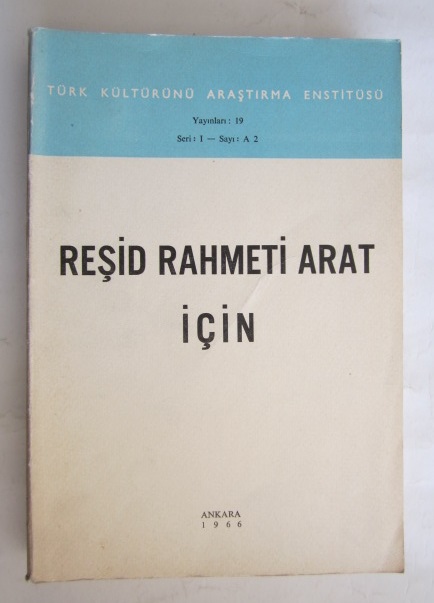 TÜRK KÜLTÜRÜNÜ ARAŞTIRMA ENSTİTÜSÜ
Yayınları : 19
Seri : I — Sayı : A 2
REŞİD RAHMETİ ARAT
İÇİN
ANKARA
1966